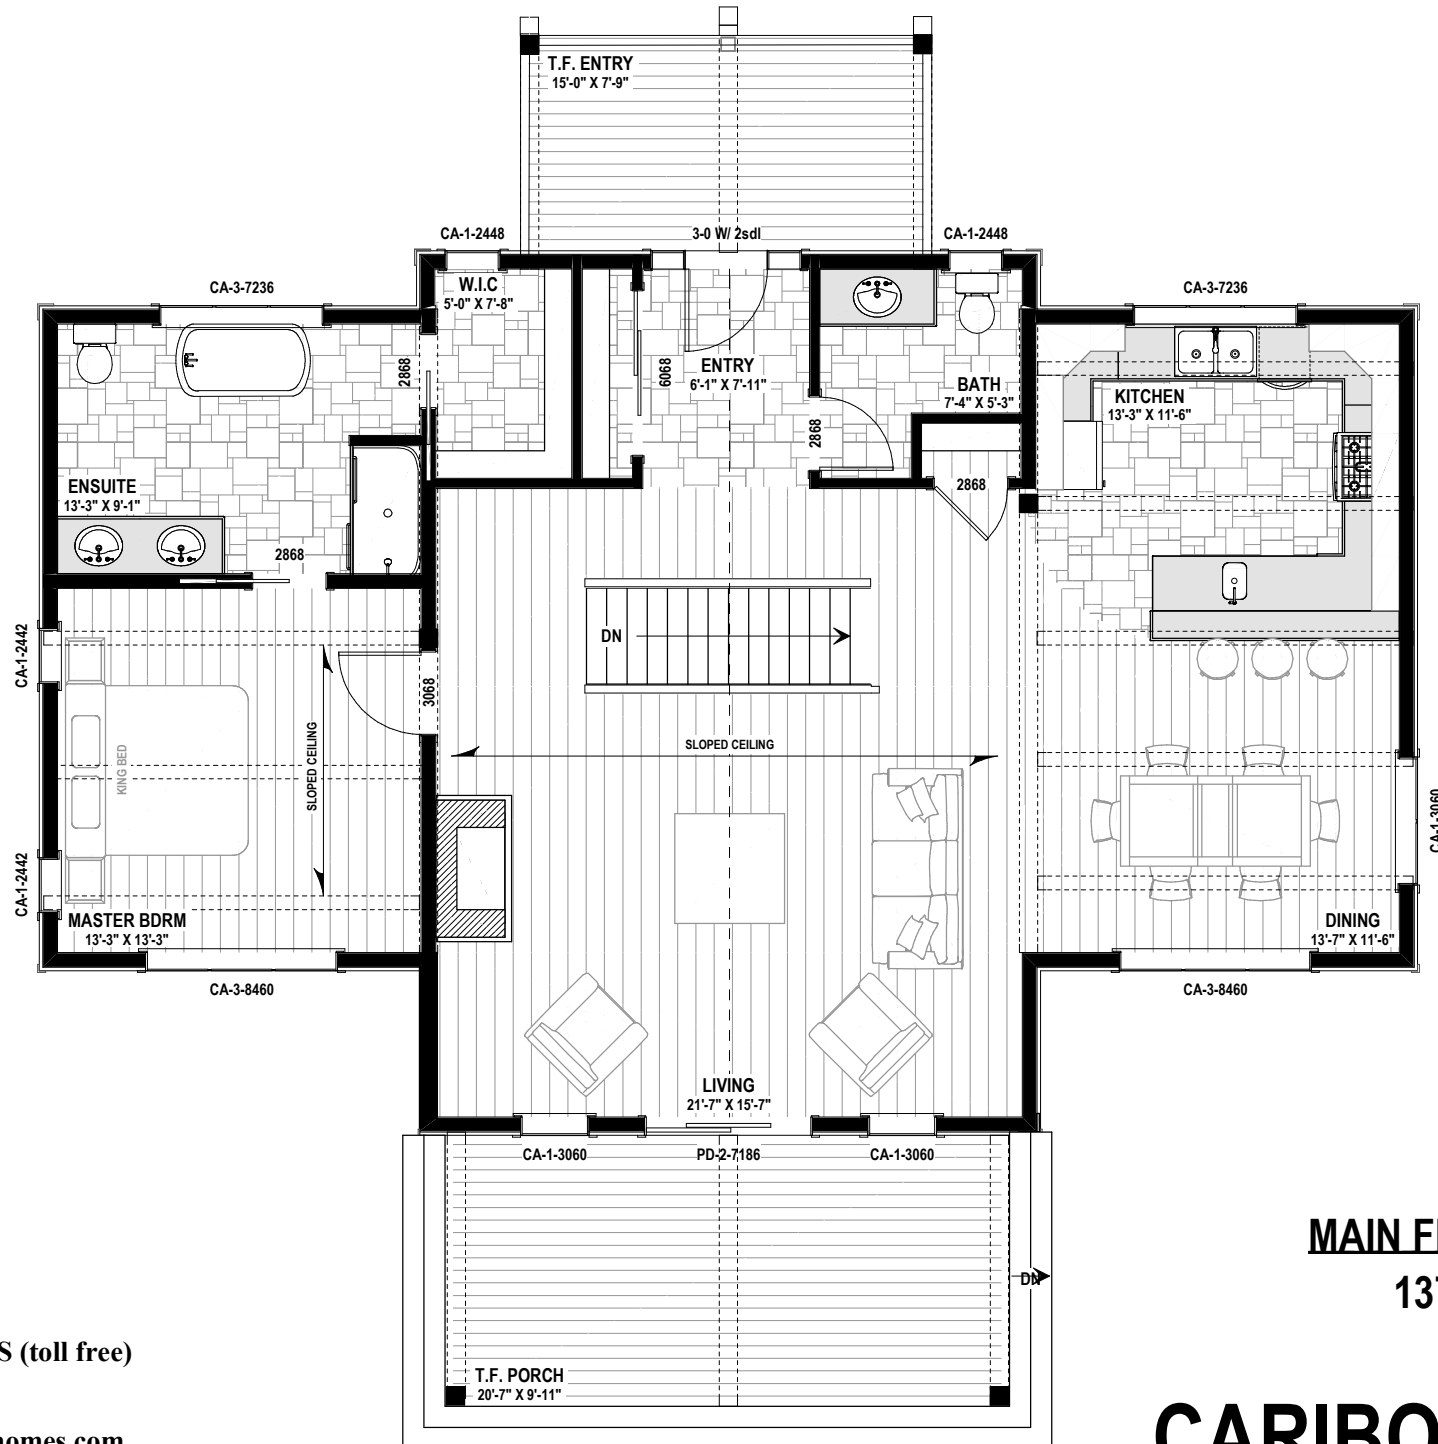 T.F. ENTRY
15'-0" X 7'-9"
CA-1-2448
3-0 W/ 2sdl
CA-1-2448
CA-3-7236
W.I.C
5'-0" X 7'-8"
CA-3-7236
2868
6068
ENTRY
6'-1" X 7'-11"
BATH
7'-4" X 5'-3"
2868
KITCHEN
13'-3" X 11'-6"
ENSUITE
13'-3" X 9'-1"
2868
2868
CA-1-2442
DN
3068
SLOPED CEILING
SLOPED CEILING
KING BED
CA-1-3060
CA-1-2442
MASTER BDRM
13'-3" X 13'-3"
DINING
13'-7" X 11'-6"
CA-3-8460
CA-3-8460
LIVING
21'-7" X 15'-7"
CA-1-3060
PD-2-7186
CA-1-3060
DN
T.F. PORCH
20'-7" X 9'-11"
MAIN
13
S (toll free)
homes.com
CARIBO